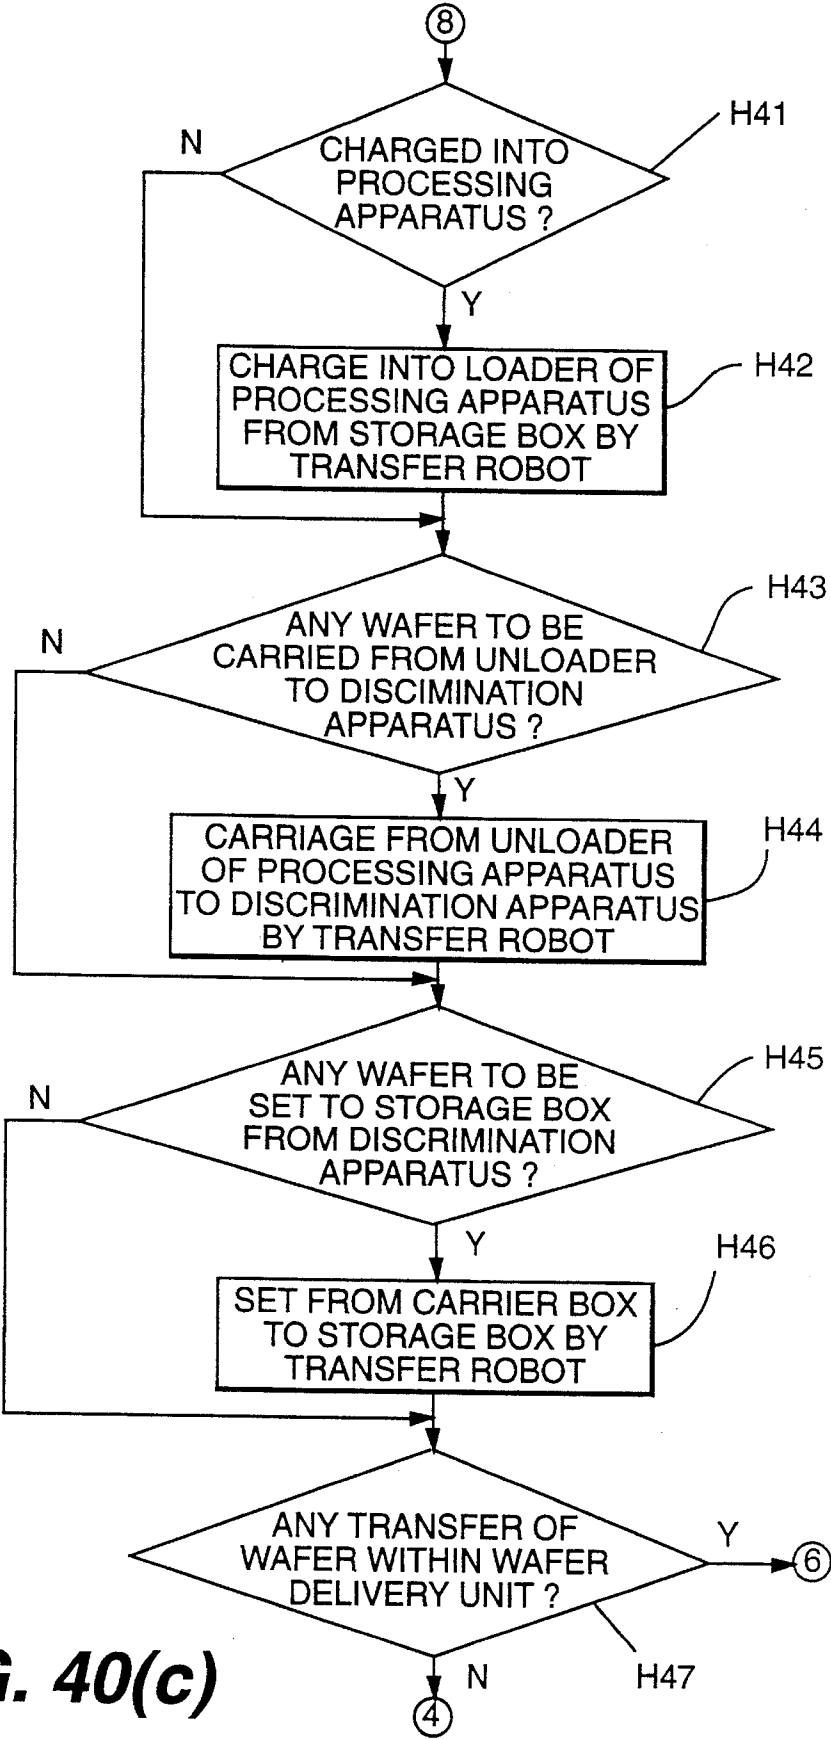 8
H41
N
CHARGED INTO
PROCESSING
APPARATUS ?
Y
H42
CHARGE INTO LOADER OF
PROCESSING APPARATUS
FROM STORAGE BOX BY
TRANSFER ROBOT
H43
N
ANY WAFER TO BE
CARRIED FROM UNLOADER
TO DISCIMINATION
APPARATUS ?
Y
H44
CARRIAGE FROM UNLOADER
OF PROCESSING APPARATUS
TO DISCRIMINATION APPARATUS
BY TRANSFER ROBOT
H45
N
ANY WAFER TO BE
SET TO STORAGE BOX
FROM DISCRIMINATION
APPARATUS ?
Y
H46
SET FROM CARRIER BOX
TO STORAGE BOX BY
TRANSFER ROBOT
ANY TRANSFER OF
WAFER WITHIN WAFER
DELIVERY UNIT ?
Y
6
H47
N
4
G. 40(c)